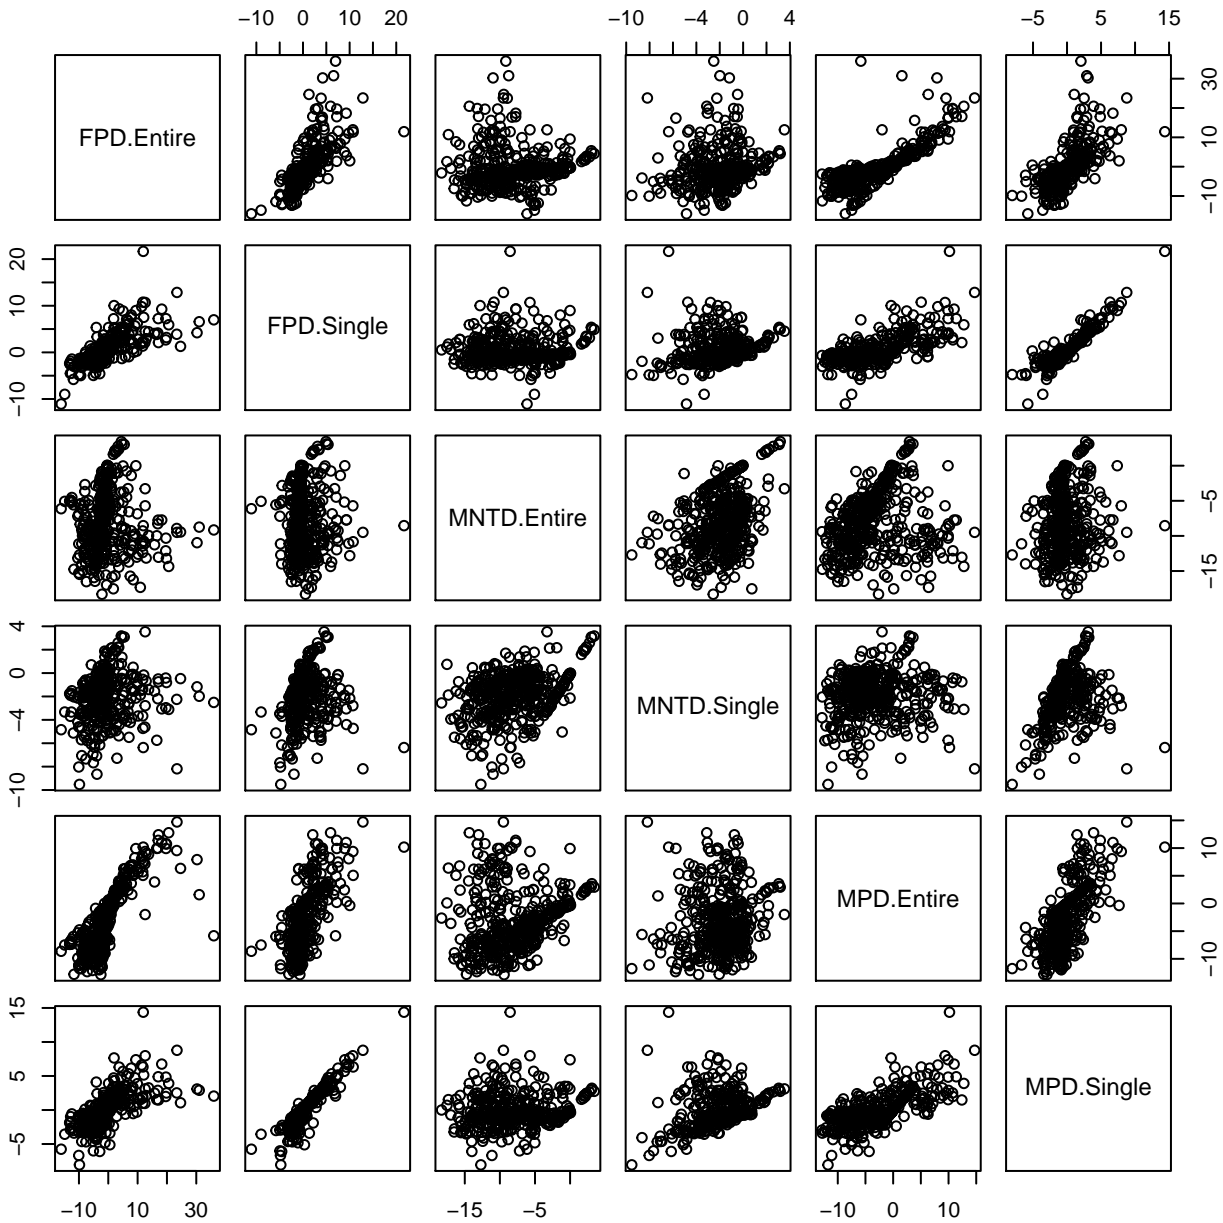 −10 0 10 20 −10 −4 0 4 −5 5 15
FPD.Entire
−10 10 30
FPD.Single
−10 0 10 20
MNTD.Entire
−15 −5
MNTD.Single
−10 −4 0 4
MPD.Entire
−10 0 10
MPD.Single
−5 5 15
−10 10 30 −15 −5 −10 0 10